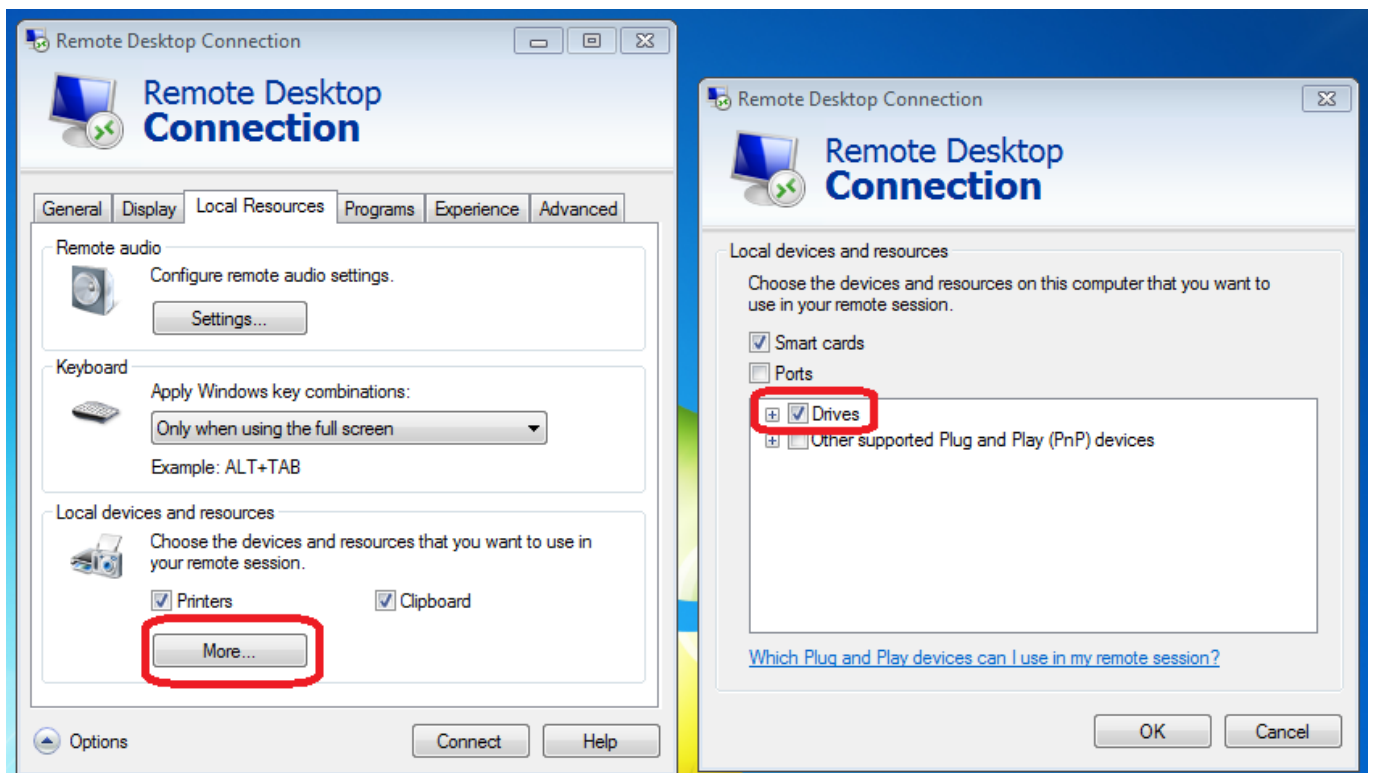 Remote Desktop Connection
Remote Desktop
Connection
General Display Local Resources Programs Experience Advanced
Remote audio
Configure remote audio settings.
Settings...
Keyboard
Apply Windows key combinations:
Only when using the full screen
Example: ALT+TAB
Local devices and resources
Choose the devices and resources that you want to use in
your remote session.
Printers Clipboard
More...
Options Connect Help
Remote Desktop Connection
Remote Desktop
Connection
Local devices and resources
Choose the devices and resources on this computer that you want to
use in your remote session.
Smart cards
Ports
Drives
Other supported Plug and Play (PnP) devices
Which Plug and Play devices can I use in my remote session?
OK Cancel